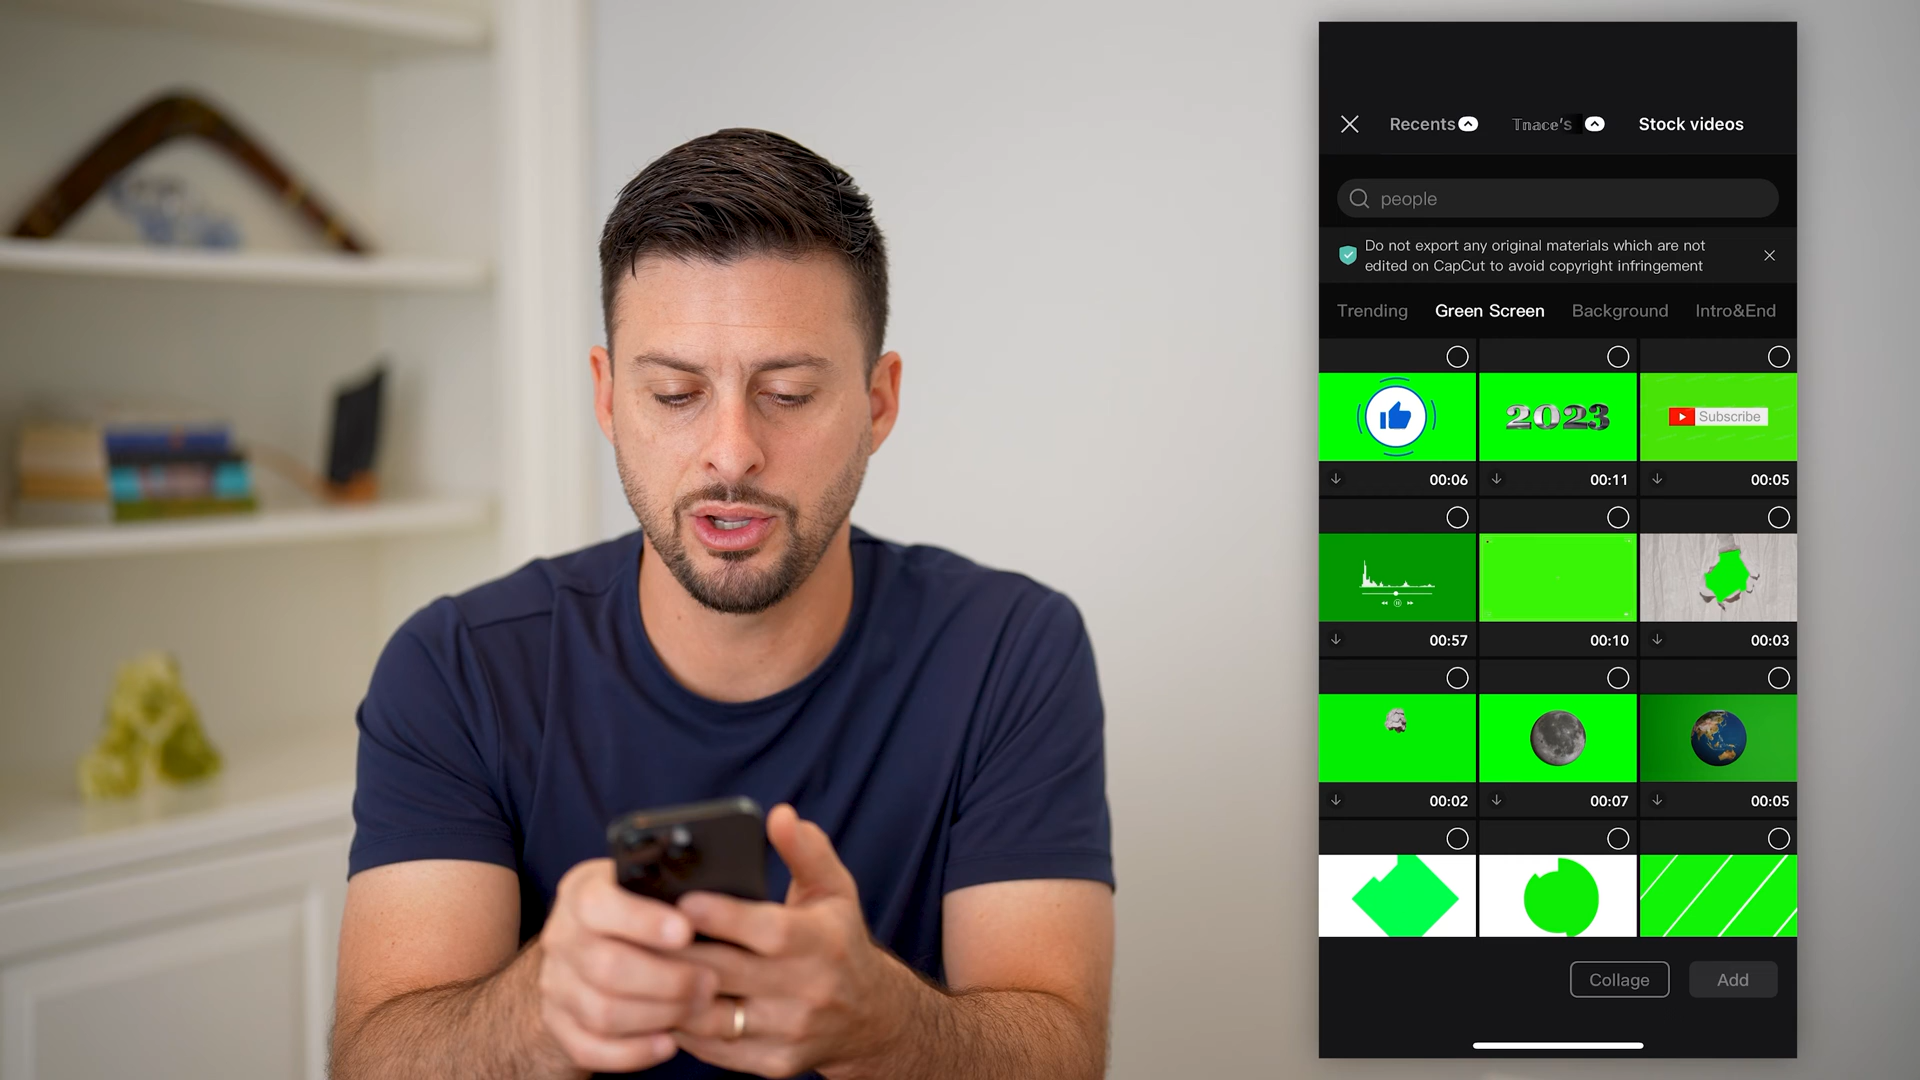 Recents
Stock videos
people
Do not export any original materials which are not
edited on CapCut to avoid copyright infringement
Trending
Green Screen
Background
Intro&End
2023
Subscribe
00:06
00:11
00:05
00:57
00:10
00:03
00:02
00:07
00:05
Collage
Add